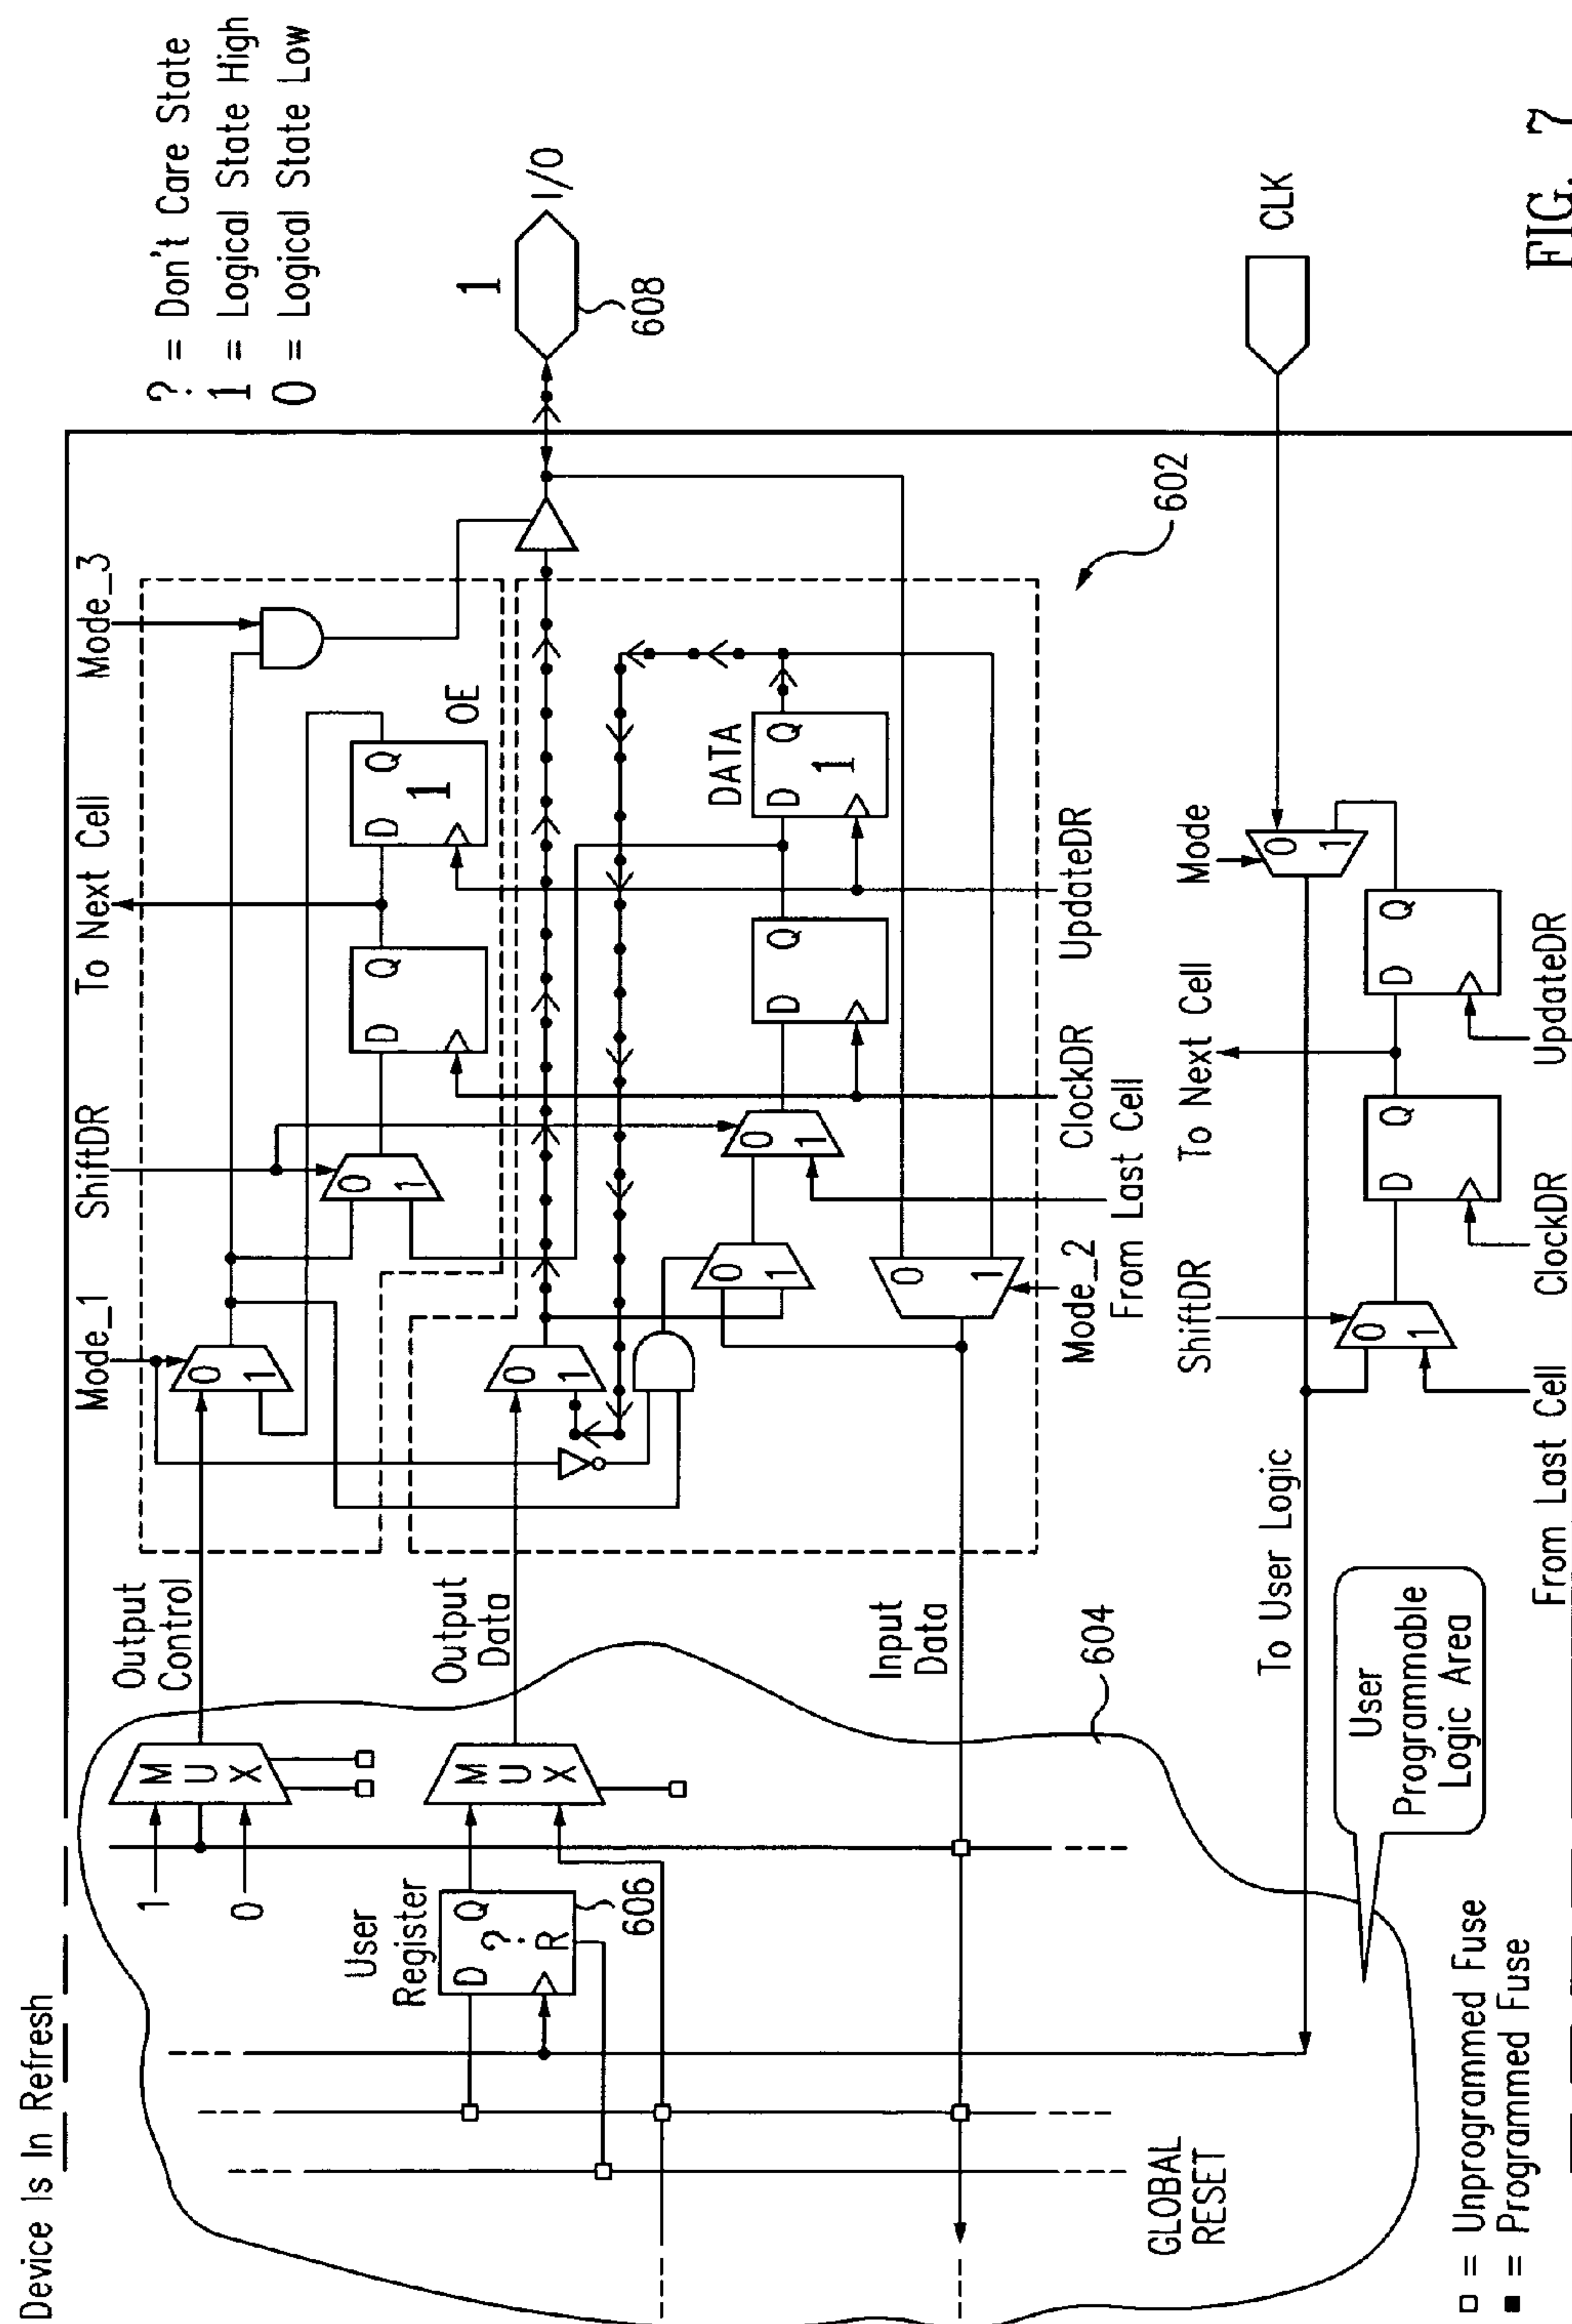 Device Is In Refresh
? = Don't Care State
1 = Logical State High
0 = Logical State Low
Mode_1
ShiftDR
To Next Cell
Mode_3
Output
Control
1
0
M
U
X
0
1
0
1
D Q
D Q
1
OE
User
Register
D Q
?
R
606
M
U
X
Output
Data
0
1
1
I/O
608
0
1
0
1
D Q
DATA
D Q
1
Input
Data
0
1
Mode_2
From Last Cell
ClockDR
UpdateDR
602
604
GLOBAL
RESET
To User Logic
ShiftDR
To Next Cell
Mode
CLK
0
1
0
1
D Q
D Q
From Last Cell
ClockDR
UpdateDR
User
Programmable
Logic Area
□ = Unprogrammed Fuse
■ = Programmed Fuse
FIG. 7